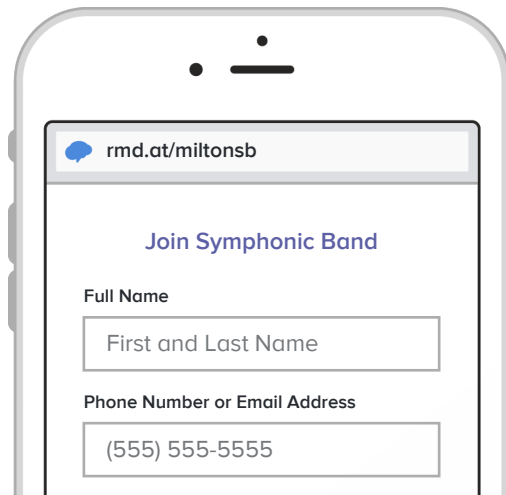 rmd.at/miltonsb
Join Symphonic Band
Full Name
First and Last Name
Phone Number or Email Address
(555) 555-5555